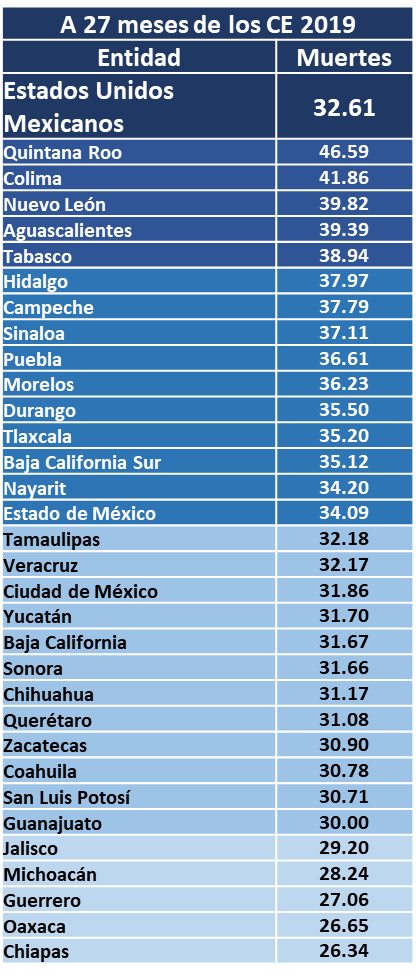 A 27 meses de los CE 2019
Entidad Muertes
Estados Unidos
Mexicanos 32.61
Quintana Roo 46.59
Colima 41.86
Nuevo León 39.82
Aguascalientes 39.39
Tabasco 38.94
Hidalgo 37.97
Campeche 37.79
Sinaloa 37.11
Puebla 36.61
Morelos 36.23
Durango 35.50
Tlaxcala 35.20
Baja California Sur 35.12
Nayarit 34.20
Estado de México 34.09
Tamaulipas 32.18
Veracruz 32.17
Ciudad de México 31.86
Yucatán 31.70
Baja California 31.67
Sonora 31.66
Chihuahua 31.17
Querétaro 31.08
Zacatecas 30.90
Coahuila 30.78
San Luis Potosí 30.71
Guanajuato 30.00
Jalisco 29.20
Michoacán 28.24
Guerrero 27.06
Oaxaca 26.65
Chiapas 26.34